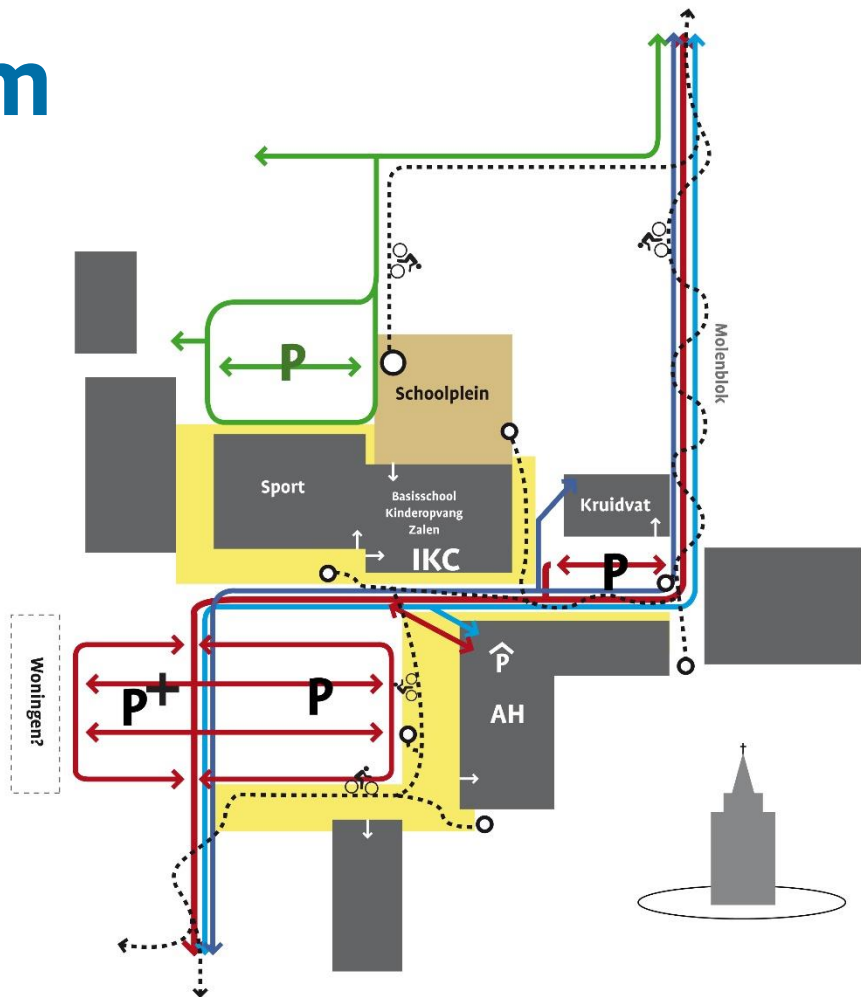 m
Molenblok
P
Schoolplein
Sport
Basisschool
Kinderopvang
Zalen
IKC
Kruidvat
P
Woningen?
P+
P
P
AH